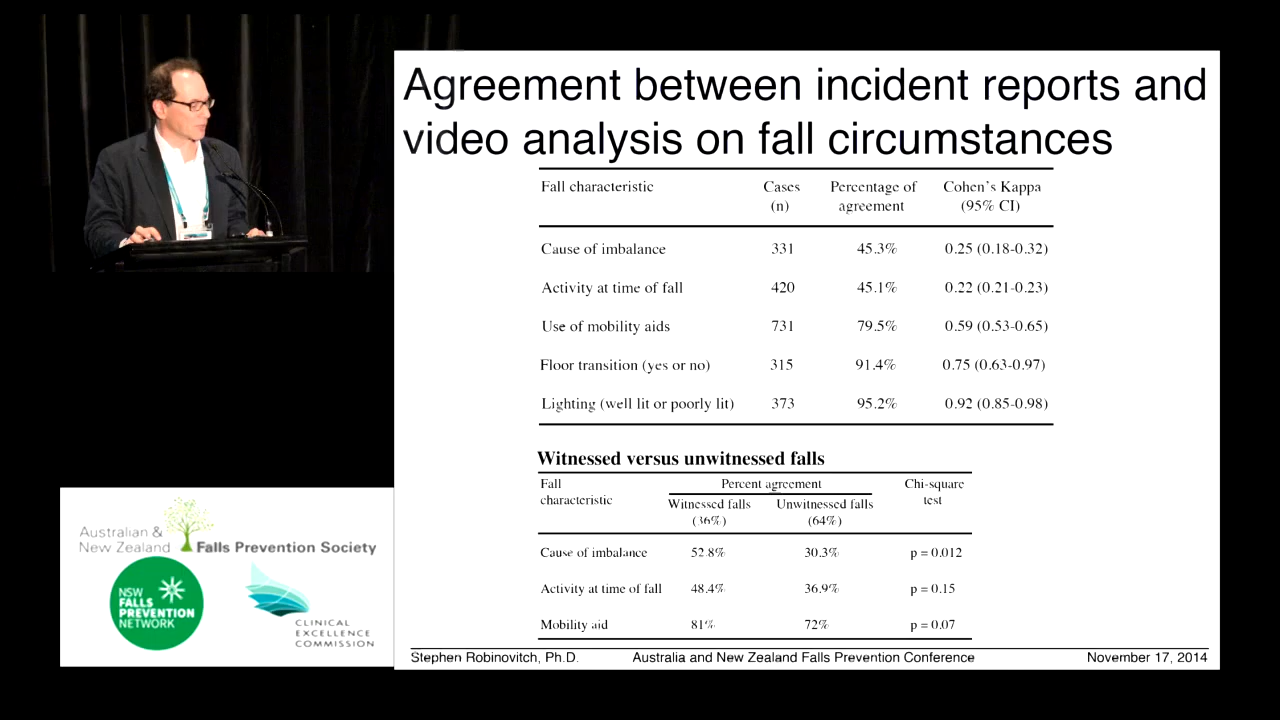 Agreement between incident reports and
video analysis on fall circumstances
Fall characteristic Cases (n) Percentage of agreement Cohen's Kappa (95% CI)
Cause of imbalance 331 45.3% 0.25 (0.18-0.32)
Activity at time of fall 420 45.1% 0.22 (0.21-0.23)
Use of mobility aids 731 79.5% 0.59 (0.53-0.65)
Floor transition (yes or no) 315 91.4% 0.75 (0.63-0.97)
Lighting (well lit or poorly lit) 373 95.2% 0.92 (0.85-0.98)
Witnessed versus unwitnessed falls
Fall characteristic Percent agreement Chi-square test
Witnessed falls (36%) Unwitnessed falls (64%)
Cause of imbalance 52.8% 30.3% p = 0.012
Activity at time of fall 48.4% 36.9% p = 0.15
Mobility aid 81% 72% p = 0.07
Stephen Robinovitch, Ph.D. Australia and New Zealand Falls Prevention Conference November 17, 2014
Australian &
New Zealand Falls Prevention Society
NSW
FALLS
PREVENTION
NETWORK
CLINICAL
EXCELLENCE
COMMISSION